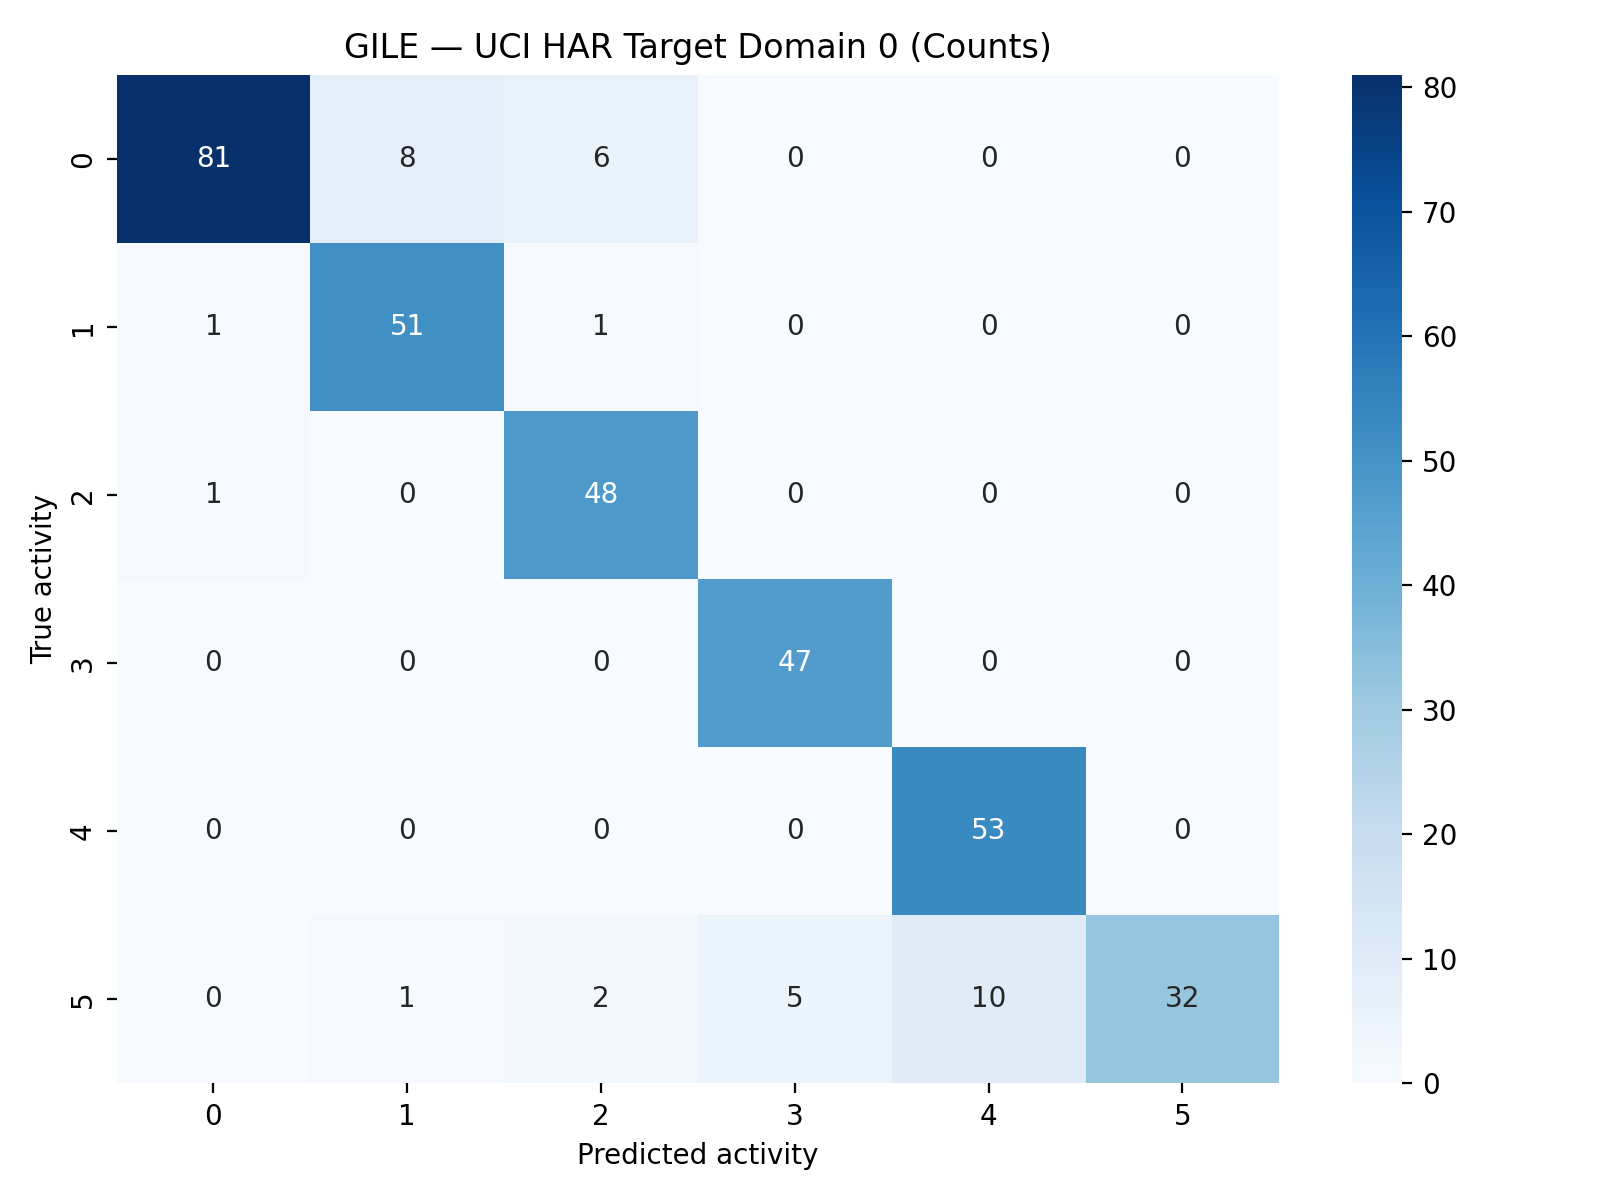 GILE — UCI HAR Target Domain 0 (Counts)
True activity
0 81 8 6 0 0 0
1 1 51 1 0 0 0
2 1 0 48 0 0 0
3 0 0 0 47 0 0
4 0 0 0 0 53 0
5 0 1 2 5 10 32
0 1 2 3 4 5
Predicted activity
80
70
60
50
40
30
20
10
0